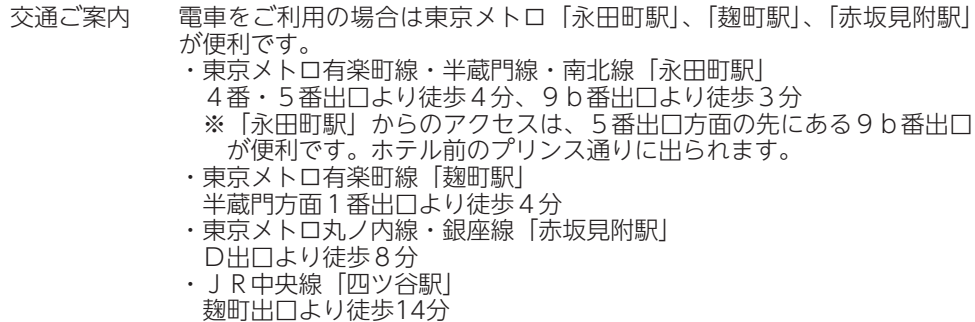 交通ご案内　電車をご利用の場合は東京メトロ「永田町駅」、「麹町駅」、「赤坂見附駅」
が便利です。
・東京メトロ有楽町線・半蔵門線・南北線「永田町駅」
４番・５番出口より徒歩４分、９ｂ番出口より徒歩３分
※「永田町駅」からのアクセスは、５番出口方面の先にある９ｂ番出口
が便利です。ホテル前のプリンス通りに出られます。
・東京メトロ有楽町線「麹町駅」
半蔵門方面１番出口より徒歩４分
・東京メトロ丸ノ内線・銀座線「赤坂見附駅」
Ｄ出口より徒歩８分
・ＪＲ中央線「四ツ谷駅」
麹町出口より徒歩14分